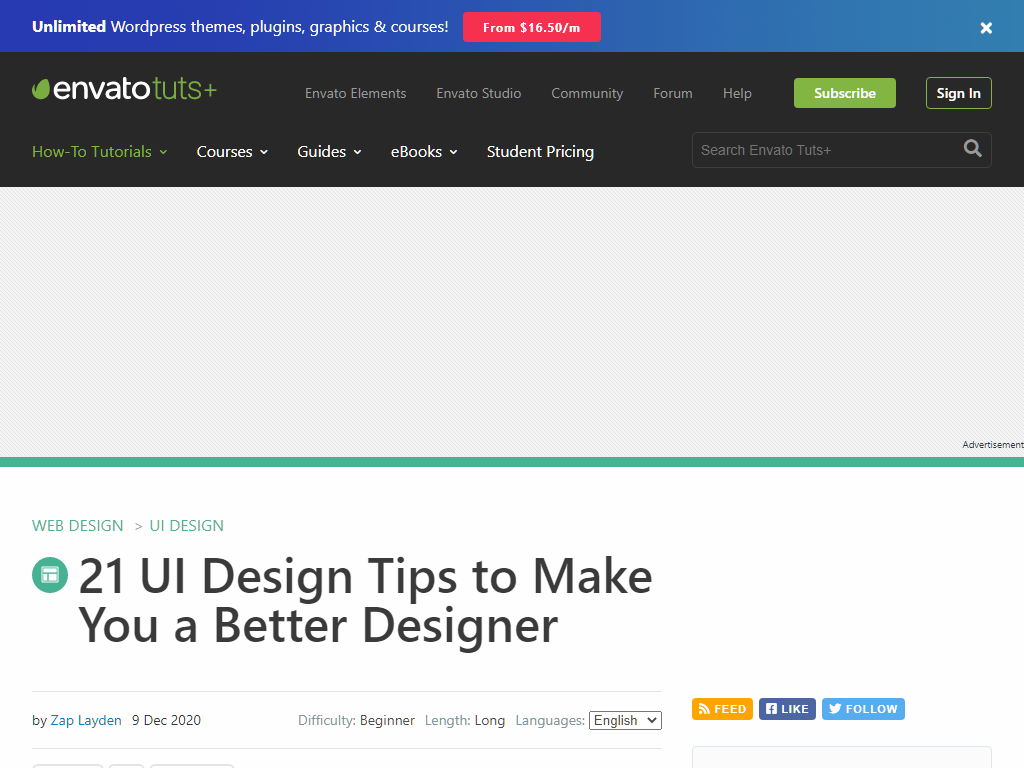 Unlimited Wordpress themes, plugins, graphics & courses! From $16.50/m
envatotuts+ Envato Elements Envato Studio Community Forum Help Subscribe Sign In
How-To Tutorials Courses Guides eBooks Student Pricing Search Envato Tuts+
Advertisement
WEB DESIGN > UI DESIGN
21 UI Design Tips to Make
You a Better Designer
by Zap Layden 9 Dec 2020 Difficulty: Beginner Length: Long Languages: English FEED LIKE FOLLOW